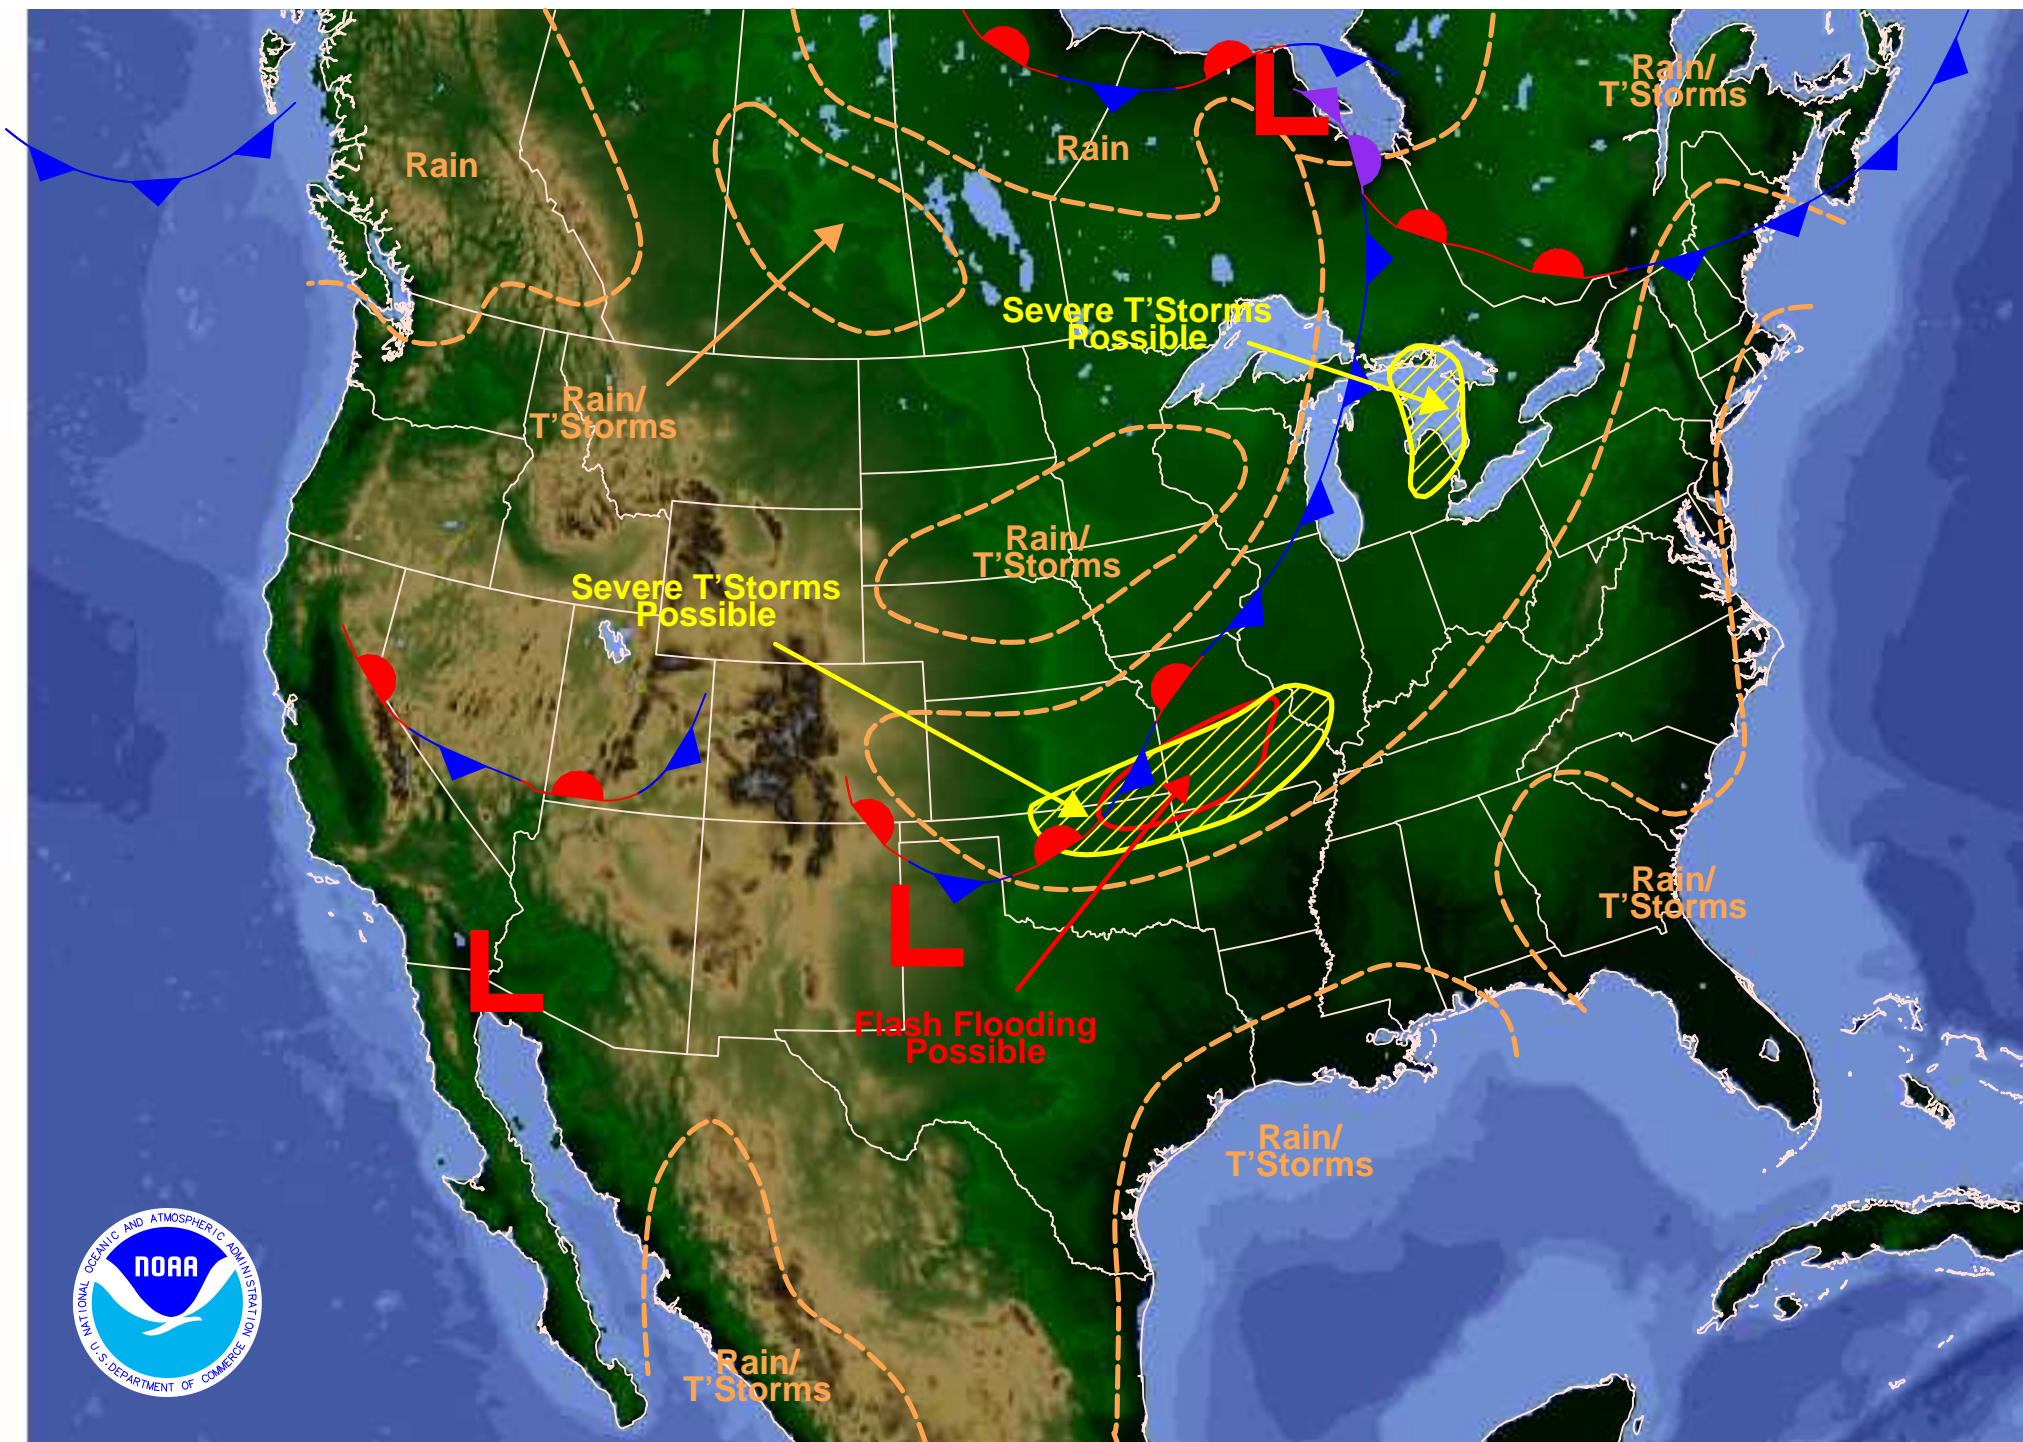 Rain/
T'Storms
Rain
Rain
Severe T'Storms
Possible
Rain/
T'Storms
Rain/
T'Storms
Severe T'Storms
Possible
Rain/
T'Storms
L
L
L
Flash Flooding
Possible
Rain/
T'Storms
Rain/
T'Storms
NATIONAL OCEANIC AND ATMOSPHERIC ADMINISTRATION
NOAA
U.S. DEPARTMENT OF COMMERCE